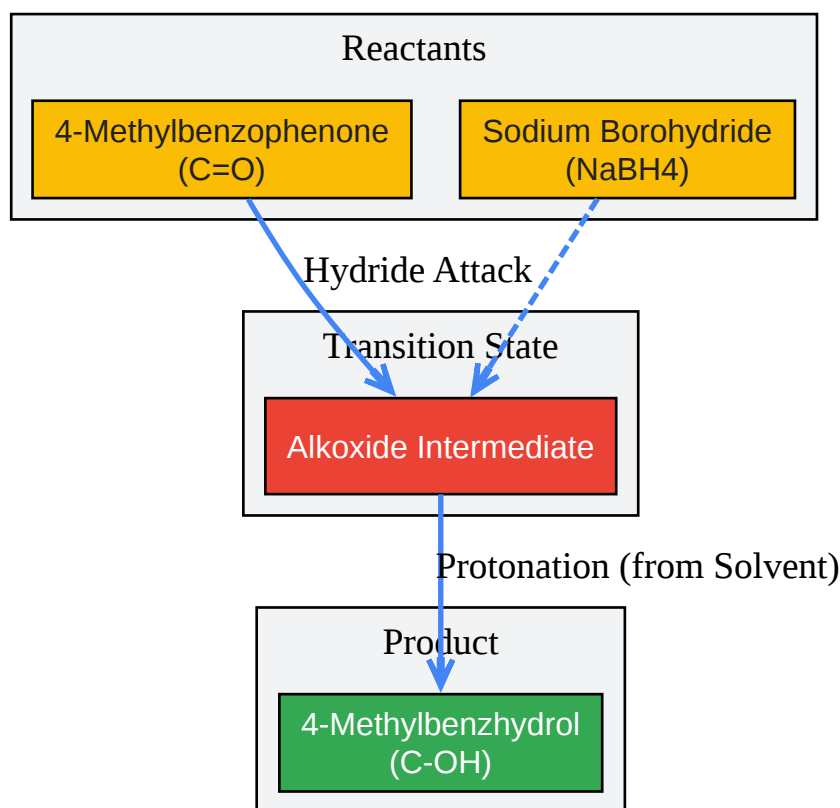 Reactants
4-Methylbenzophenone
(C=O)
Sodium Borohydride
(NaBH4)
Hydride Attack
Transition State
Alkoxide Intermediate
Protonation (from Solvent)
Product
4-Methylbenzhydrol
(C-OH)